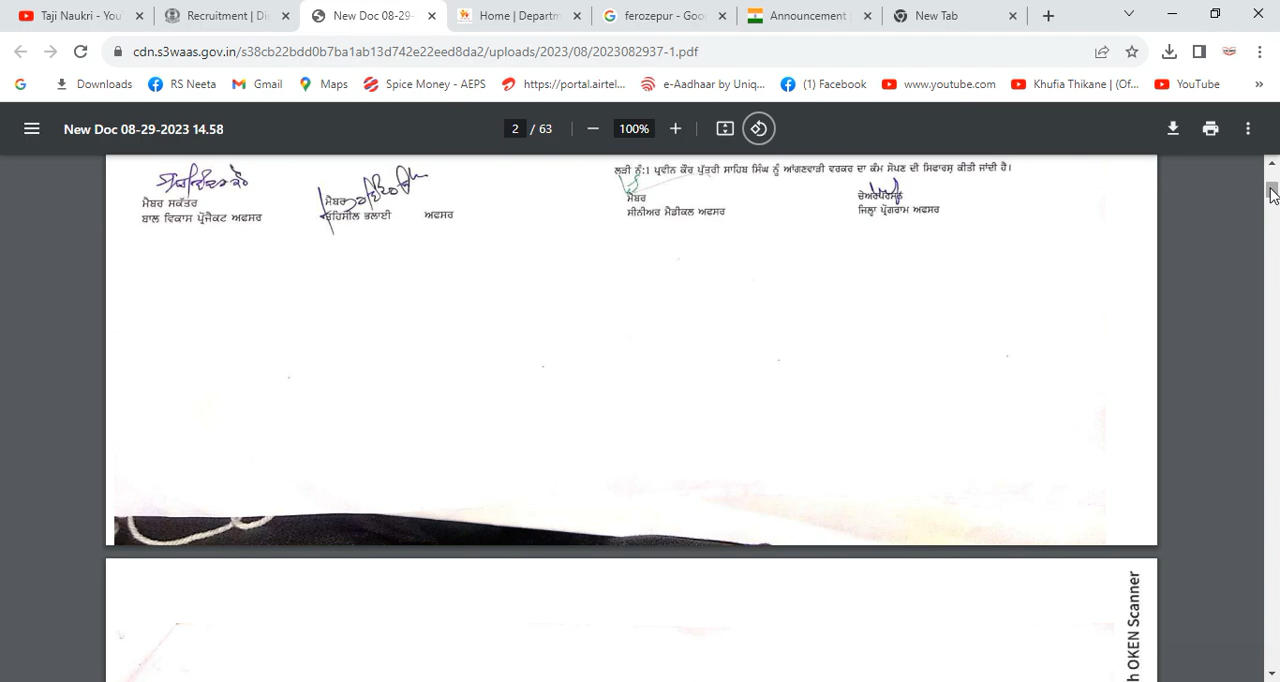 Taji Naukri - You
Recruitment | Di
New Doc 08-29-
Home | Departm
ferozepur - Goo
Announcement |
New Tab
cdn.s3waas.gov.in/s38cb22bdd0b7ba1ab13d742e22eed8da2/uploads/2023/08/2023082937-1.pdf
Downloads
RS Neeta
Gmail
Maps
Spice Money - AEPS
https://portal.airtel...
e-Aadhaar by Uniq...
(1) Facebook
www.youtube.com
Khufia Thikane | (Of...
YouTube
»
New Doc 08-29-2023 14.58
2 / 63
100%
ਲੜੀ ਨੂੰ:1 ਪ੍ਰਵੀਨ ਕੌਰ ਪੁੱਤਰੀ ਸਾਹਿਬ ਸਿੰਘ ਨੂੰ ਆਂਗਣਵਾੜੀ ਵਰਕਰ ਦਾ ਕੰਮ ਸੋਪਣ ਦੀ ਸਿਫਾਰਸ਼ ਕੀਤੀ ਜਾਂਦੀ ਹੈ।
ਮੈਬਰ ਸਕੱਤਰ
ਬਾਲ ਵਿਕਾਸ ਪ੍ਰੋਜੈਕਟ ਅਫਸਰ
ਮੈਬਰ
ਤਹਿਸੀਲ ਭਲਾਈ ਅਫਸਰ
ਮੈਬਰ
ਸੀਨੀਅਰ ਮੈਡੀਕਲ ਅਫਸਰ
ਚੇਅਰਪਰਸਨ
ਜਿਲ੍ਹਾ ਪ੍ਰੋਗਰਾਮ ਅਫਸਰ
h OKEN Scanner